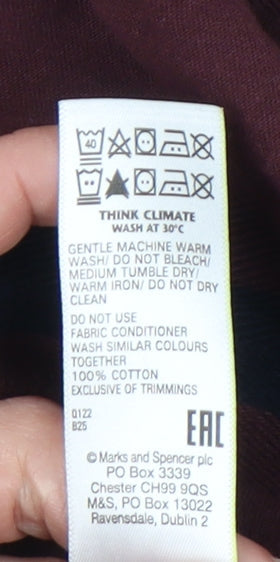 40
THINK CLIMATE
WASH AT 30°C
GENTLE MACHINE WARM
WASH/ DO NOT BLEACH/
MEDIUM TUMBLE DRY/
WARM IRON/ DO NOT DRY
CLEAN
DO NOT USE
FABRIC CONDITIONER
WASH SIMILAR COLOURS
TOGETHER
100% COTTON
EXCLUSIVE OF TRIMMINGS
Q122
B25
EAC
© Marks and Spencer plc
PO Box 3339
Chester CH99 9QS
M&S, PO Box 13022
Ravensdale, Dublin 2